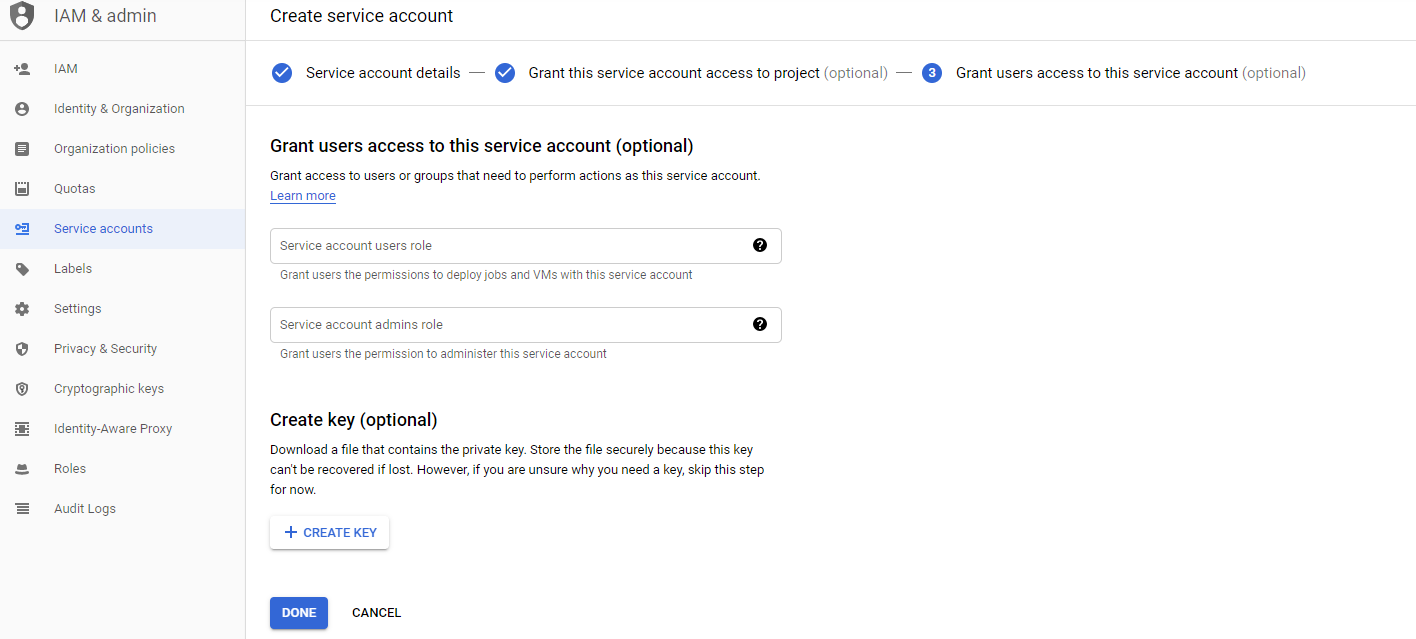 IAM & admin
Create service account
IAM
Identity & Organization
Organization policies
Quotas
Service accounts
Labels
Settings
Privacy & Security
Cryptographic keys
Identity-Aware Proxy
Roles
Audit Logs
Service account details — Grant this service account access to project (optional) — 3 Grant users access to this service account (optional)
Grant users access to this service account (optional)
Grant access to users or groups that need to perform actions as this service account.
Learn more
Service account users role ?
Grant users the permissions to deploy jobs and VMs with this service account
Service account admins role ?
Grant users the permission to administer this service account
Create key (optional)
Download a file that contains the private key. Store the file securely because this key
can't be recovered if lost. However, if you are unsure why you need a key, skip this step
for now.
+ CREATE KEY
DONE CANCEL